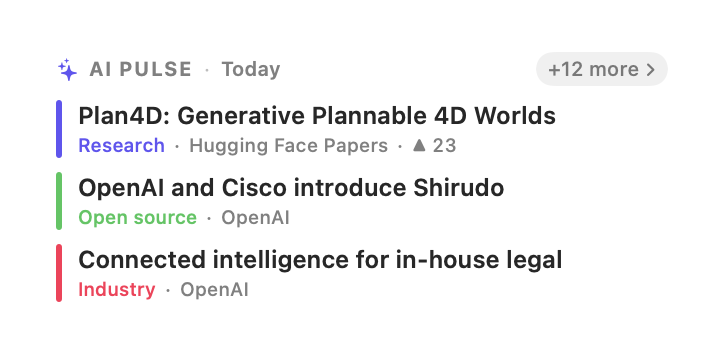 AI PULSE · Today
+12 more >
Plan4D: Generative Plannable 4D Worlds
Research · Hugging Face Papers · ▲ 23
OpenAI and Cisco introduce Shirudo
Open source · OpenAI
Connected intelligence for in-house legal
Industry · OpenAI